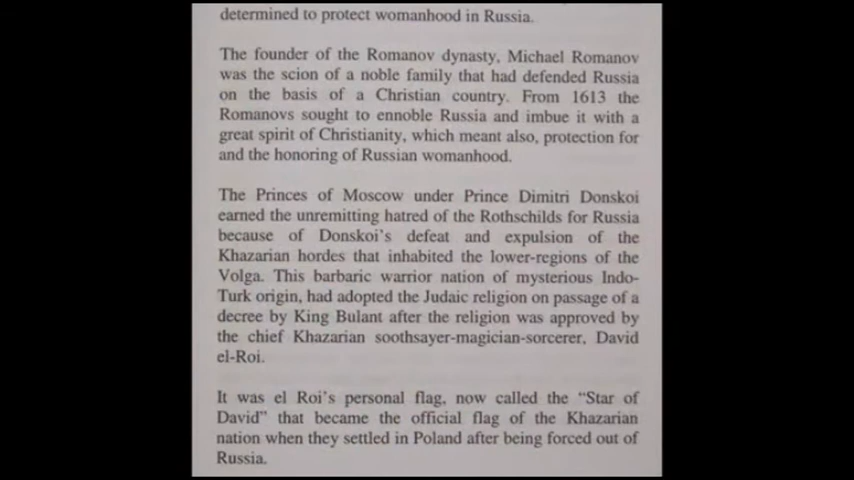 determined to protect womanhood in Russia.
The founder of the Romanov dynasty, Michael Romanov
was the scion of a noble family that had defended Russia
on the basis of a Christian country. From 1613 the
Romanovs sought to ennoble Russia and imbue it with a
great spirit of Christianity, which meant also, protection for
and the honoring of Russian womanhood.
The Princes of Moscow under Prince Dimitri Donskoi
earned the unremitting hatred of the Rothschilds for Russia
because of Donskoi's defeat and expulsion of the
Khazarian hordes that inhabited the lower-regions of the
Volga. This barbaric warrior nation of mysterious Indo-
Turk origin, had adopted the Judaic religion on passage of a
decree by King Bulant after the religion was approved by
the chief Khazarian soothsayer-magician-sorcerer, David
el-Roi.
It was el Roi's personal flag, now called the “Star of
David” that became the official flag of the Khazarian
nation when they settled in Poland after being forced out of
Russia.